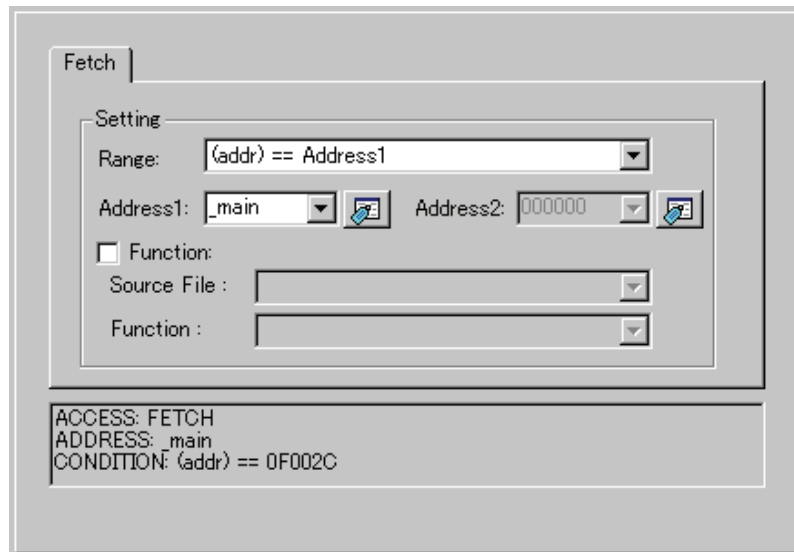 Fetch
Setting
Range: (addr) == Address1
Address1: _main Address2: 000000
Function:
Source File :
Function :
ACCESS: FETCH
ADDRESS: _main
CONDITION: (addr) == 0F002C